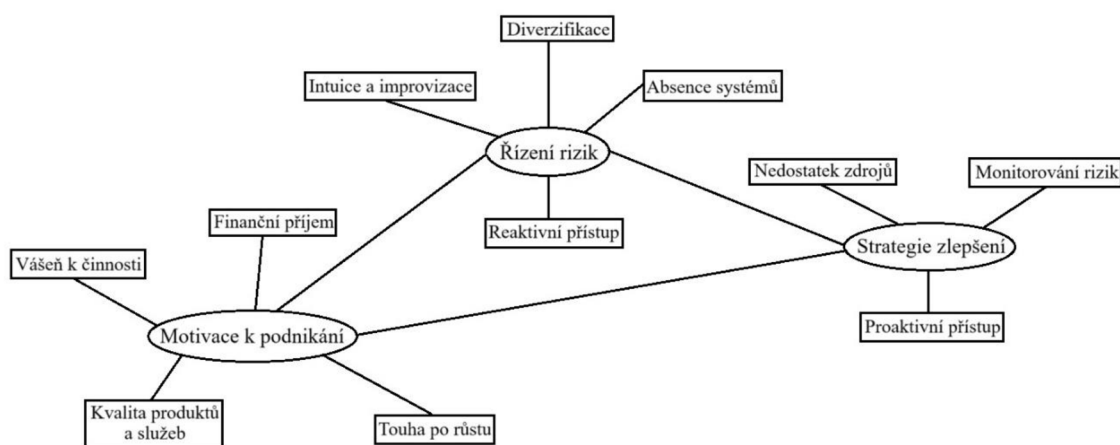 Diverzifikace
Intuice a improvizace
Absence systémů
Řízení rizik
Nedostatek zdrojů
Monitorování rizik
Finanční příjem
Reaktivní přístup
Strategie zlepšení
Vášeň k činnosti
Proaktivní přístup
Motivace k podnikání
Kvalita produktů
a služeb
Touha po růstu